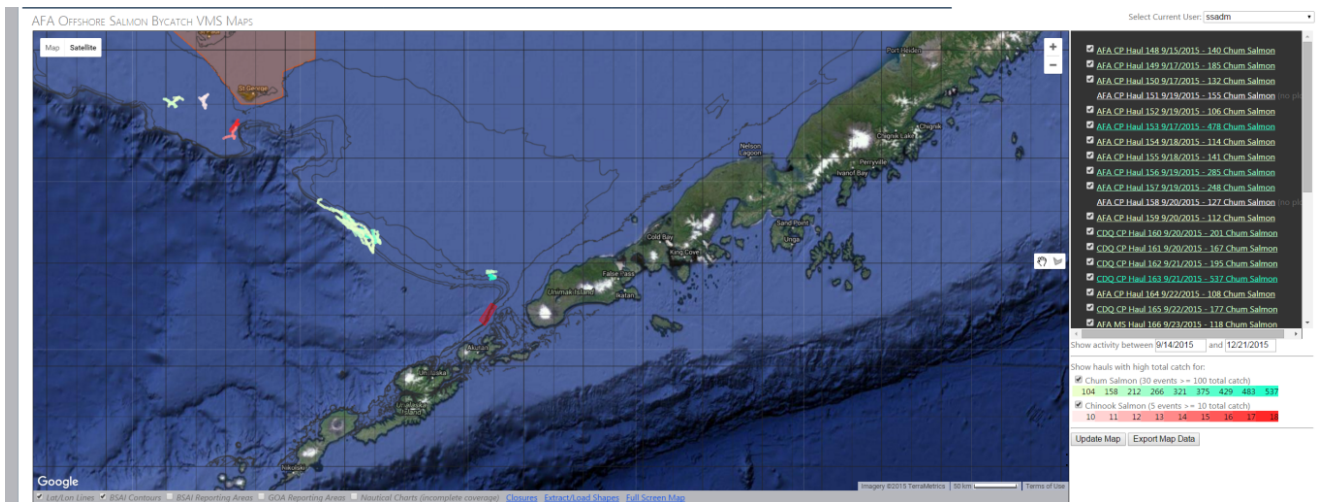 AFA OFFSHORE SALMON BYCATCH VMS MAPS
Select Current User: ssadm
Map Satellite
Port Heiden
St George
Chignik
Chignik Lake
Nelson Lagoon
Perryville
Ivanof Bay
Sand Point
Unga
Cold Bay
King Cove
False Pass
Unimak Island
Ikatan
Akutan
Unalaska
Unalaska Island
Nikolski
Google
Imagery ©2015 TerraMetrics 50 km Terms of Use
Lat/Lon Lines BSAI Contours BSAI Reporting Areas GOA Reporting Areas Nautical Charts (incomplete coverage) Closures Extract/Load Shapes Full Screen Map
AFA CP Haul 148 9/15/2015 - 140 Chum Salmon
AFA CP Haul 149 9/17/2015 - 185 Chum Salmon
AFA CP Haul 150 9/17/2015 - 132 Chum Salmon
AFA CP Haul 151 9/19/2015 - 155 Chum Salmon (no plo
AFA CP Haul 152 9/19/2015 - 106 Chum Salmon
AFA CP Haul 153 9/17/2015 - 478 Chum Salmon
AFA CP Haul 154 9/18/2015 - 114 Chum Salmon
AFA CP Haul 155 9/18/2015 - 141 Chum Salmon
AFA CP Haul 156 9/19/2015 - 285 Chum Salmon
AFA CP Haul 157 9/19/2015 - 248 Chum Salmon
AFA CP Haul 158 9/20/2015 - 127 Chum Salmon (no plo
AFA CP Haul 159 9/20/2015 - 112 Chum Salmon
CDQ CP Haul 160 9/20/2015 - 201 Chum Salmon
CDQ CP Haul 161 9/20/2015 - 167 Chum Salmon
CDQ CP Haul 162 9/21/2015 - 195 Chum Salmon
CDQ CP Haul 163 9/21/2015 - 537 Chum Salmon
AFA CP Haul 164 9/22/2015 - 108 Chum Salmon
CDQ CP Haul 165 9/22/2015 - 177 Chum Salmon
AFA MS Haul 166 9/23/2015 - 118 Chum Salmon
Show activity between 9/14/2015 and 12/21/2015
Show hauls with high total catch for:
Chum Salmon (30 events >= 100 total catch)
104 158 212 266 321 375 429 483 537
Chinook Salmon (5 events >= 10 total catch)
10 11 12 13 14 15 16 17 18
Update Map Export Map Data